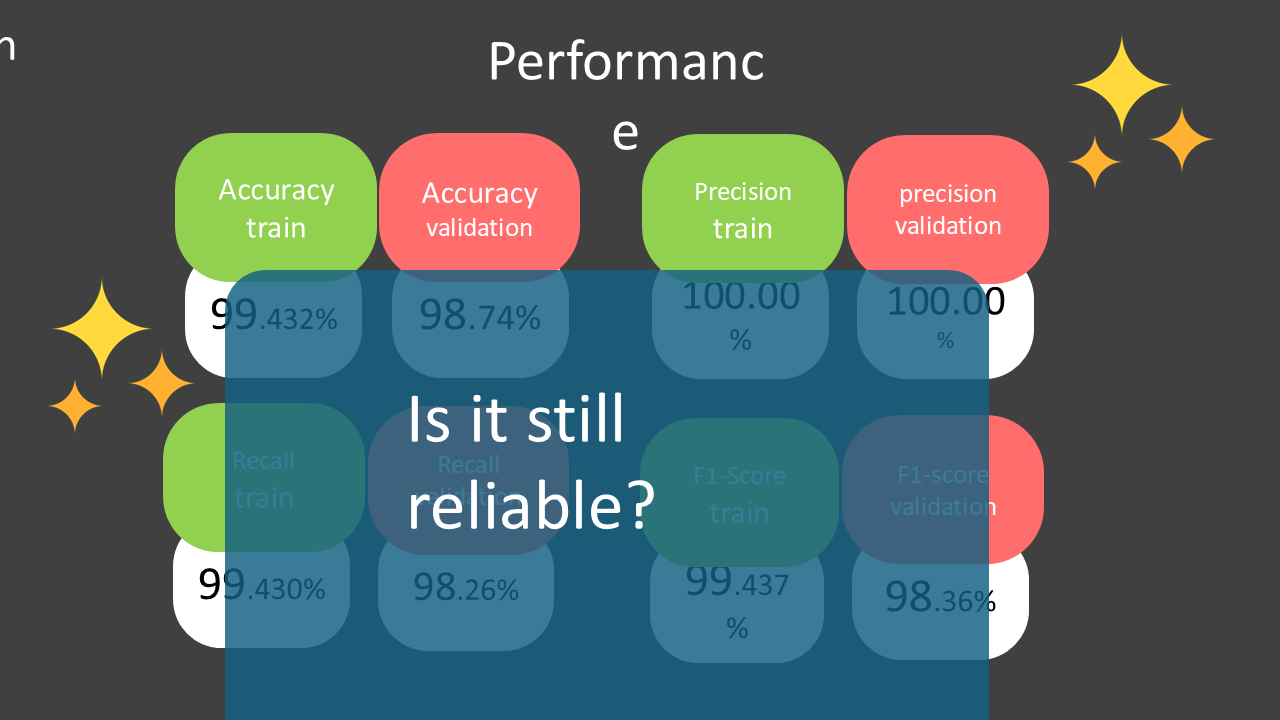 n
Performanc
e
Accuracy
train
Accuracy
validation
Precision
train
precision
validation
99.432%
98.74%
100.00
%
100.00
%
Is it still
reliable?
Recall
train
Recall
validation
F1-Score
train
F1-score
validation
99.430%
98.26%
99.437
%
98.36%